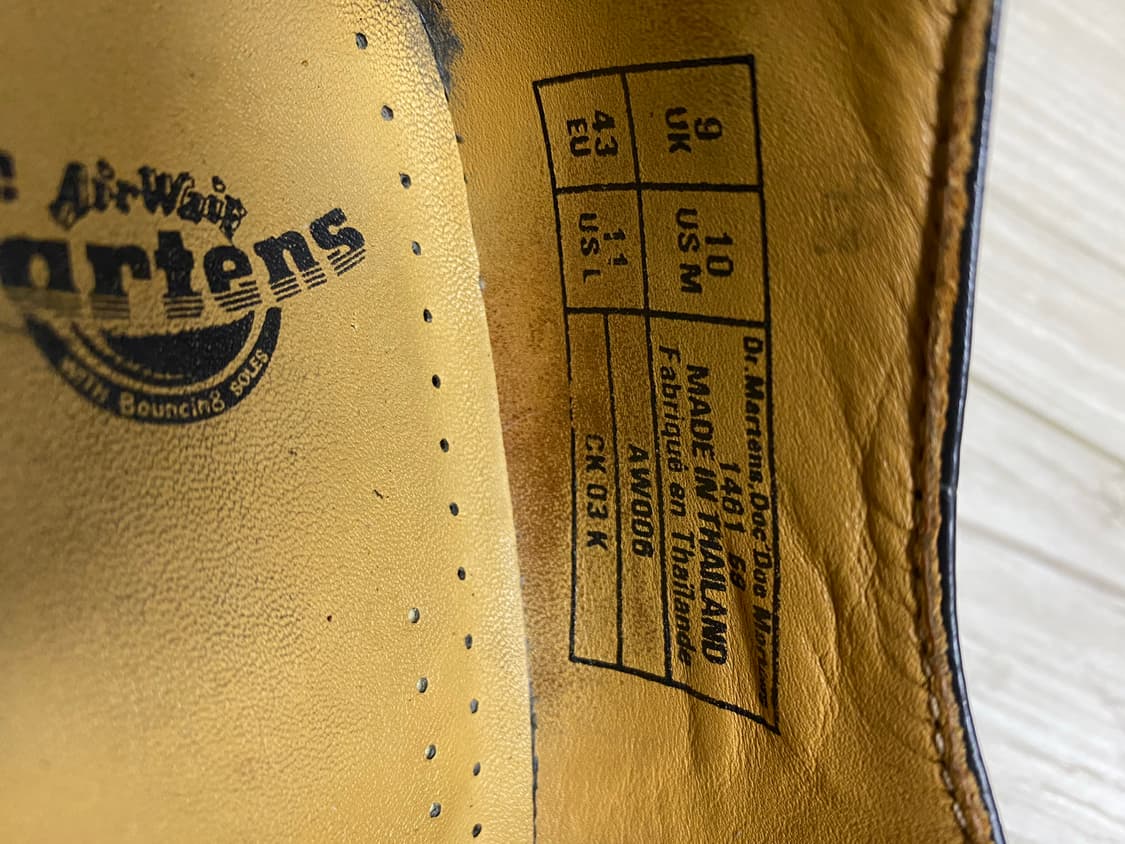 AirWair
artens
WITH Bouncing SOLES
9
UK
43
EU
10
US M
11
US L
Dr. Martens. Doc' Doc Martens
1461 59
MADE IN THAILAND
Fabriqué en Thaïlande
AW006
CK 03 K